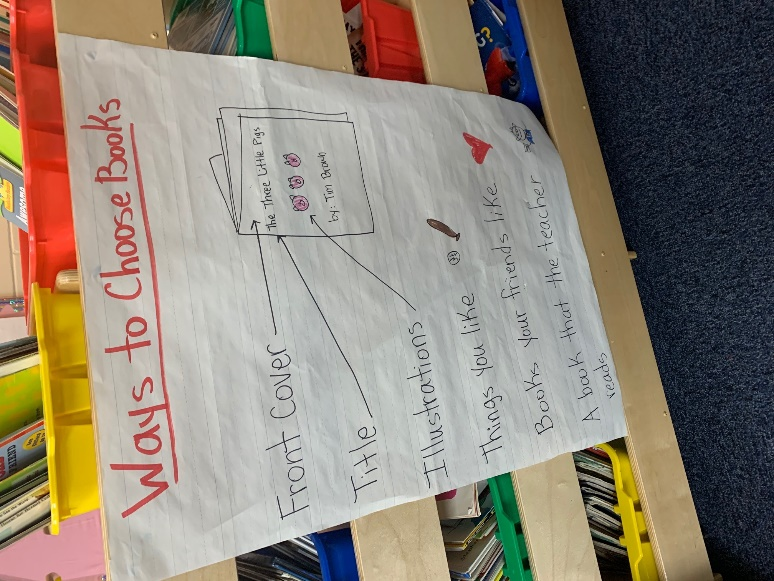 Ways to Choose Books
The Three Little Pigs
by: Tim Brown
Front Cover
Title
Illustrations
Things you like
Books your friends like
A book that the teacher
reads